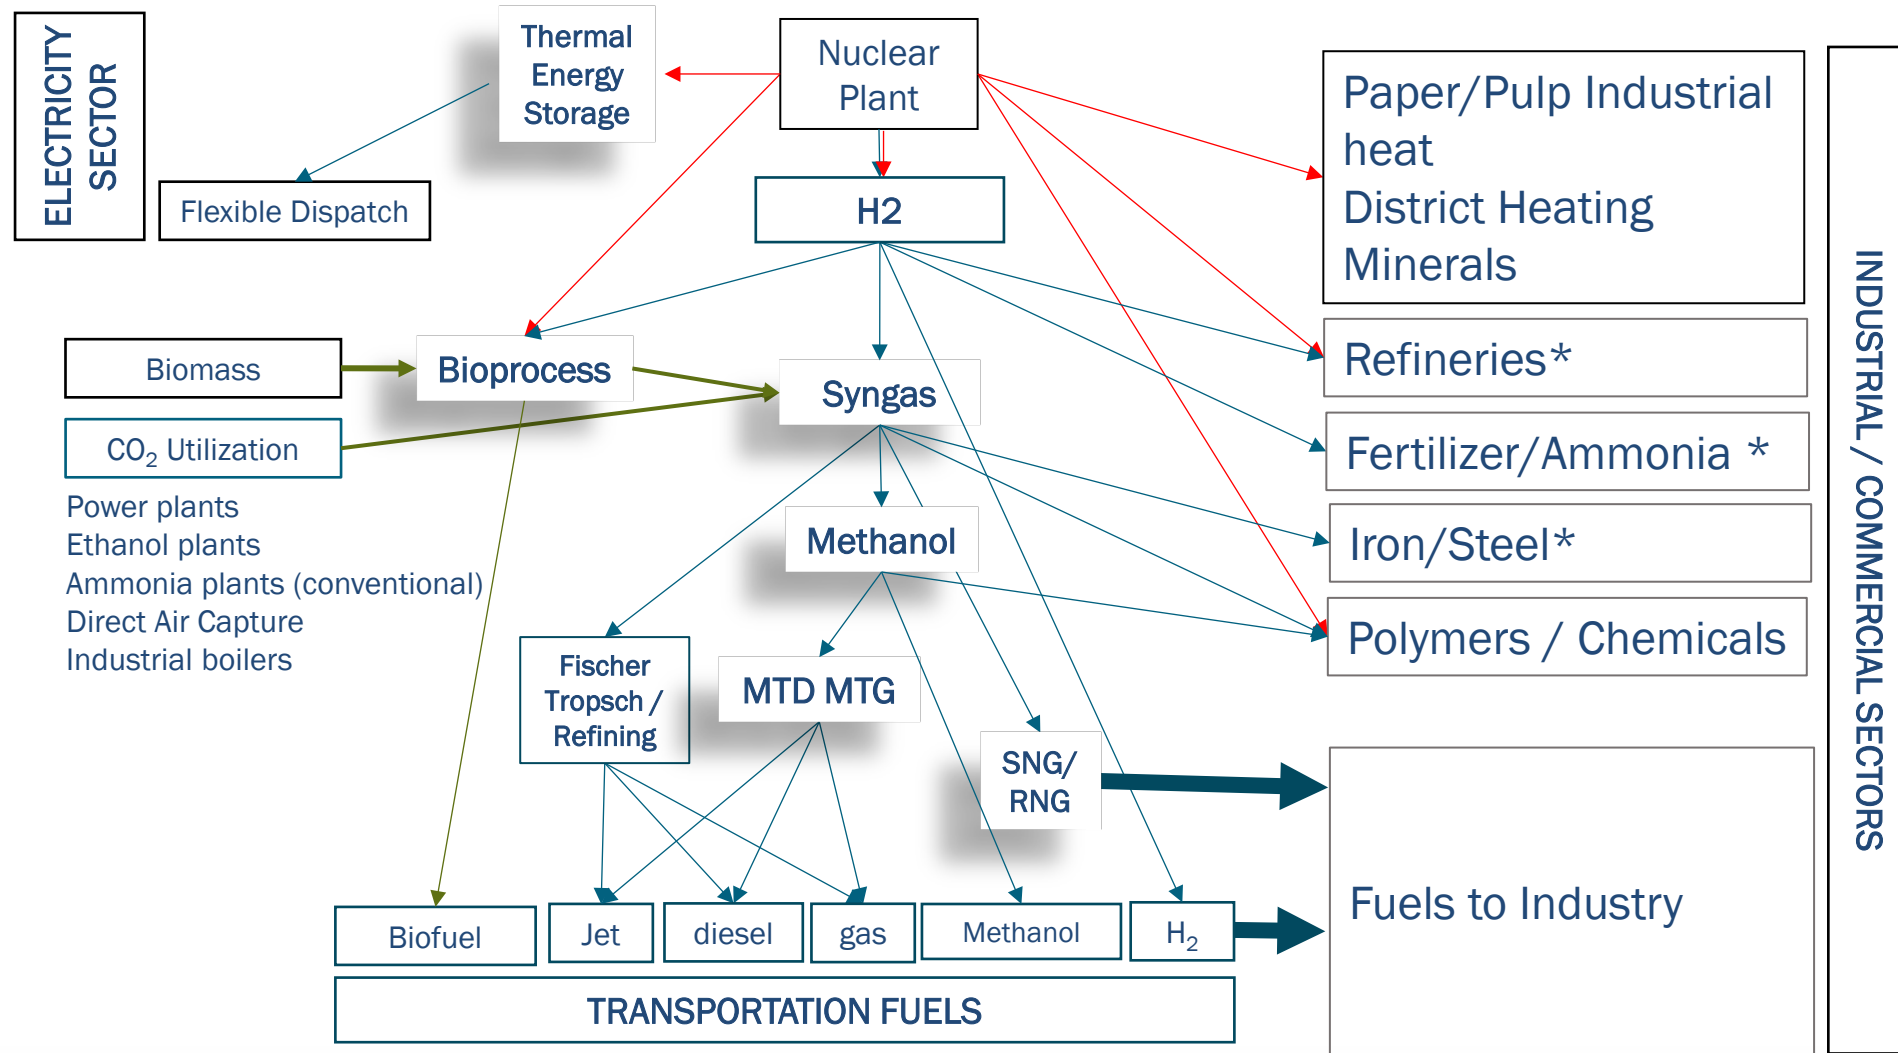 ELECTRICITY
SECTOR
Thermal
Energy
Storage
Nuclear
Plant
Flexible Dispatch
H2
Paper/Pulp Industrial
heat
District Heating
Minerals
Biomass
Bioprocess
Syngas
Refineries*
CO₂ Utilization
Fertilizer/Ammonia *
Power plants
Ethanol plants
Ammonia plants (conventional)
Direct Air Capture
Industrial boilers
Methanol
Iron/Steel*
Polymers / Chemicals
Fischer
Tropsch /
Refining
MTD MTG
SNG/
RNG
Fuels to Industry
Biofuel
Jet
diesel
gas
Methanol
H₂
TRANSPORTATION FUELS
INDUSTRIAL / COMMERCIAL SECTORS